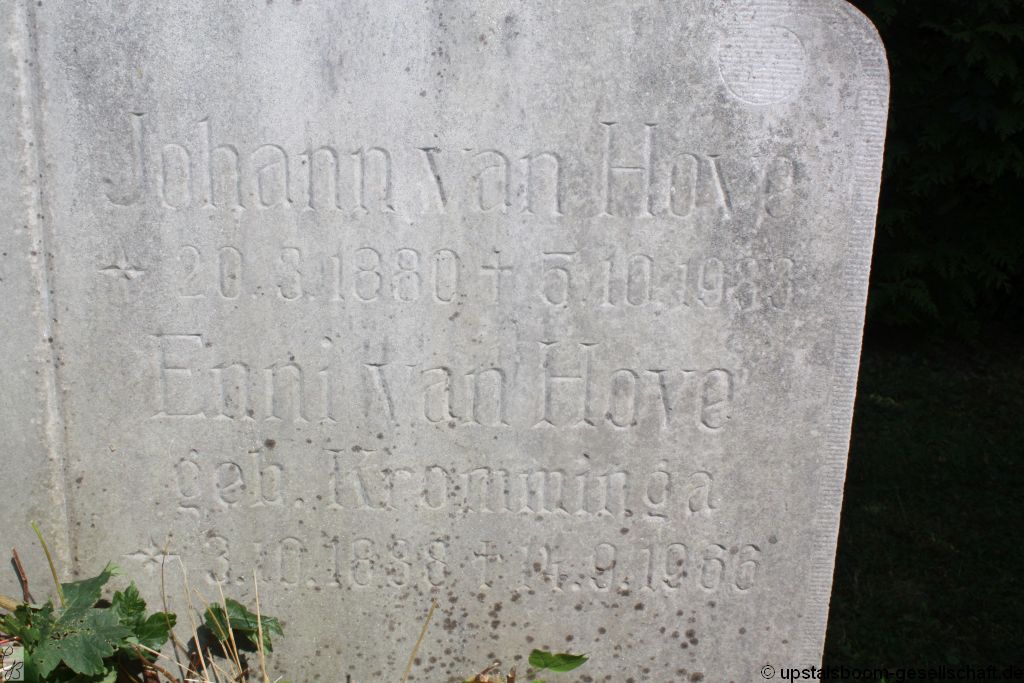 Johann van Hove
* 20.3.1880 † 5.10.1933
Enni van Hove
geb. Kromminga
* 3.10.1888 † 14.9.1966
© upstalsboom-gesellschaft.de